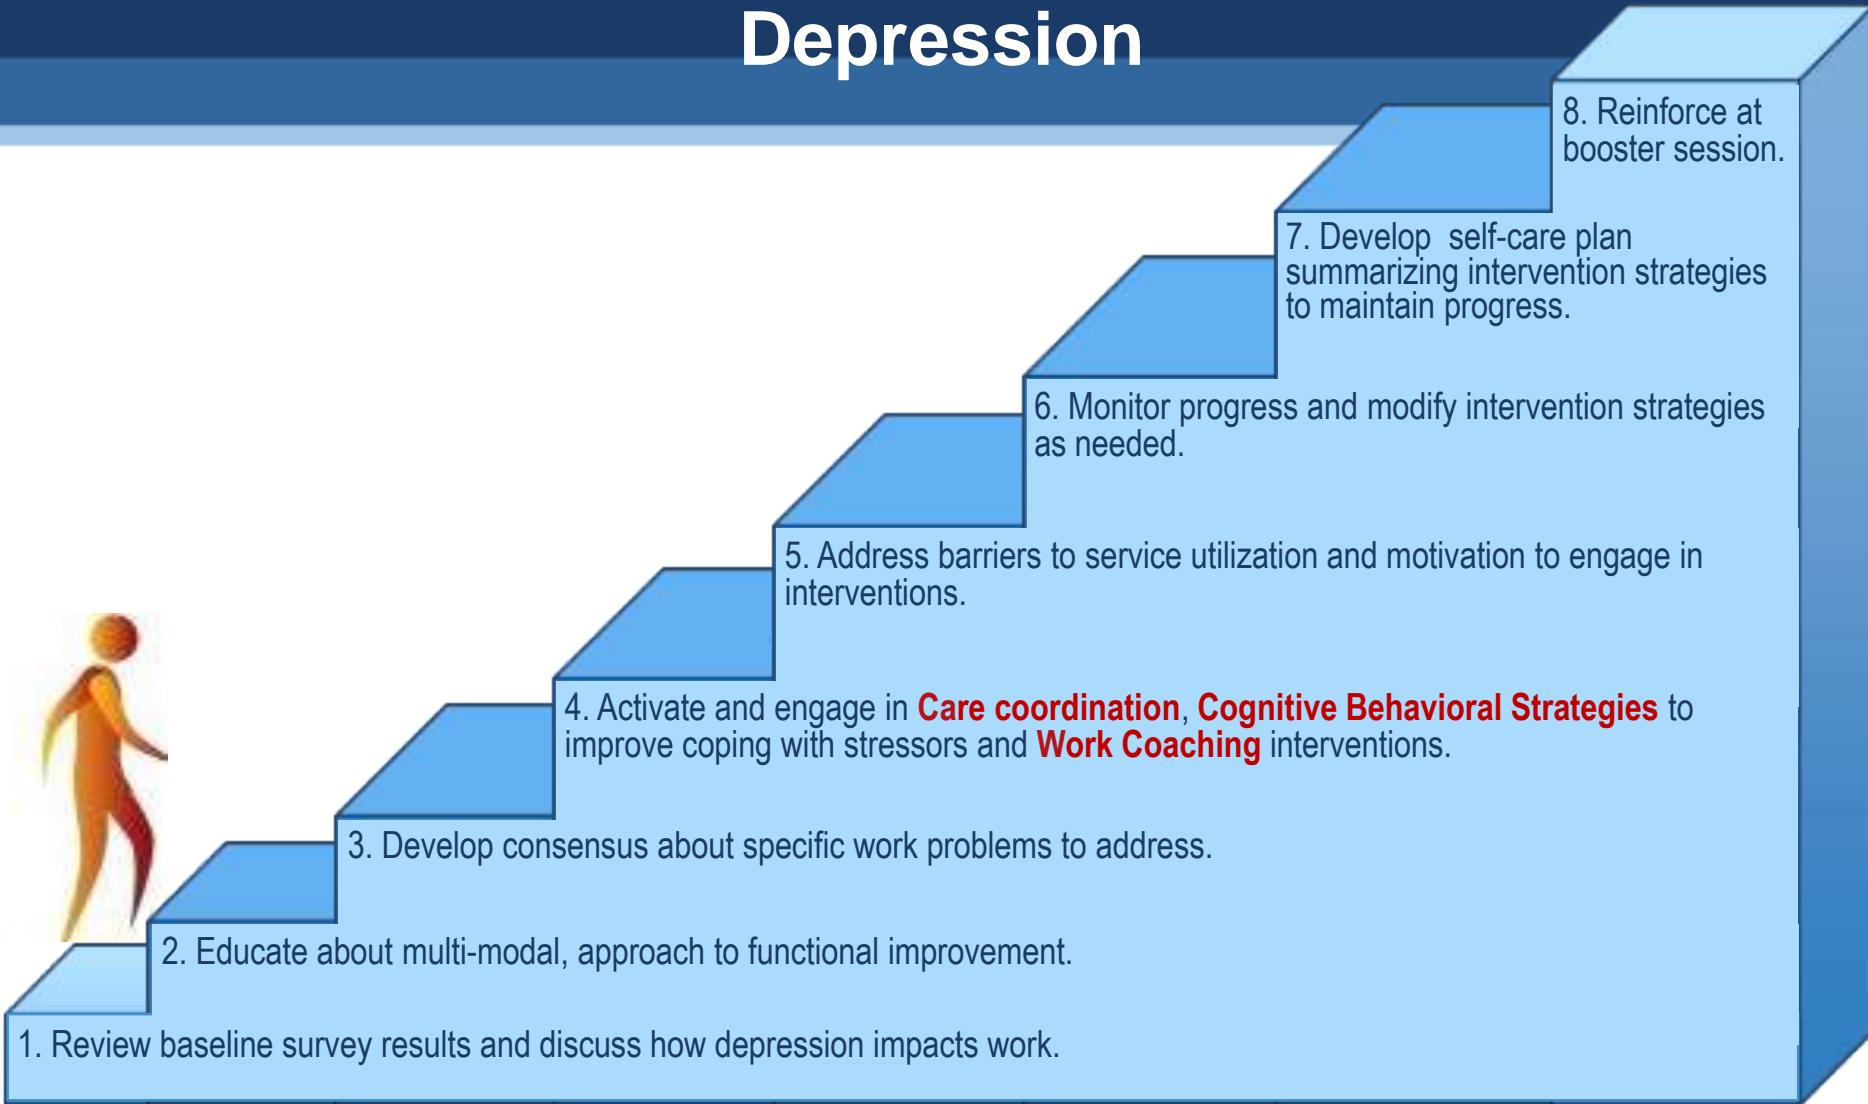 Depression
8. Reinforce at
booster session.
7. Develop  self-care plan
summarizing intervention strategies
to maintain progress.
6. Monitor progress and modify intervention strategies
as needed.
5. Address barriers to service utilization and motivation to engage in
interventions.
4. Activate and engage in Care coordination, Cognitive Behavioral Strategies to
improve coping with stressors and Work Coaching interventions.
3. Develop consensus about specific work problems to address.
2. Educate about multi-modal, approach to functional improvement.
1. Review baseline survey results and discuss how depression impacts work.